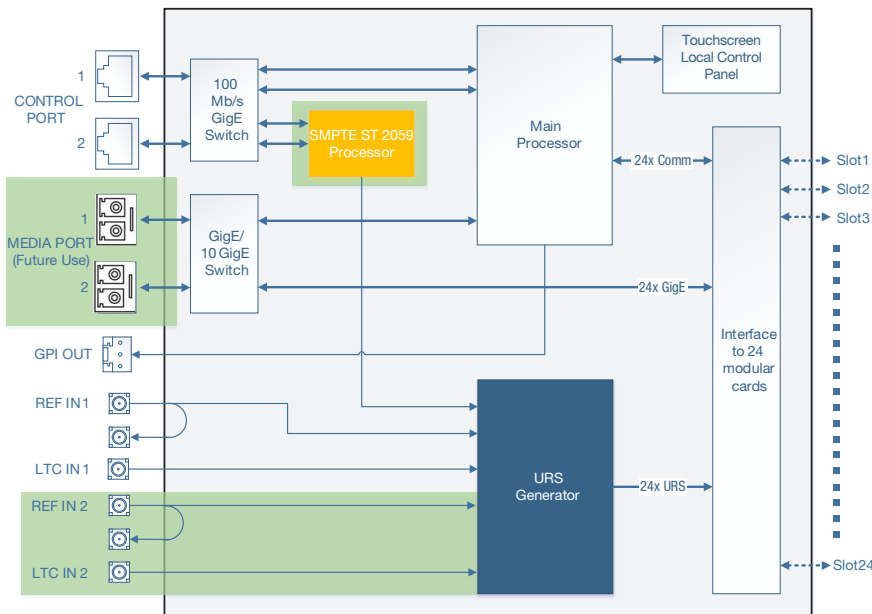 1
CONTROL
PORT
2
100
Mb/s
GigE
Switch
SMPTE ST 2059
Processor
Main
Processor
Touchscreen
Local Control
Panel
24x Comm
Slot1
Slot2
Slot3
1
MEDIA PORT
(Future Use)
2
GigE/
10 GigE
Switch
24x GigE
Interface
to 24
modular
cards
GPI OUT
REF IN 1
LTC IN 1
REF IN 2
LTC IN 2
URS
Generator
24x URS
Slot24